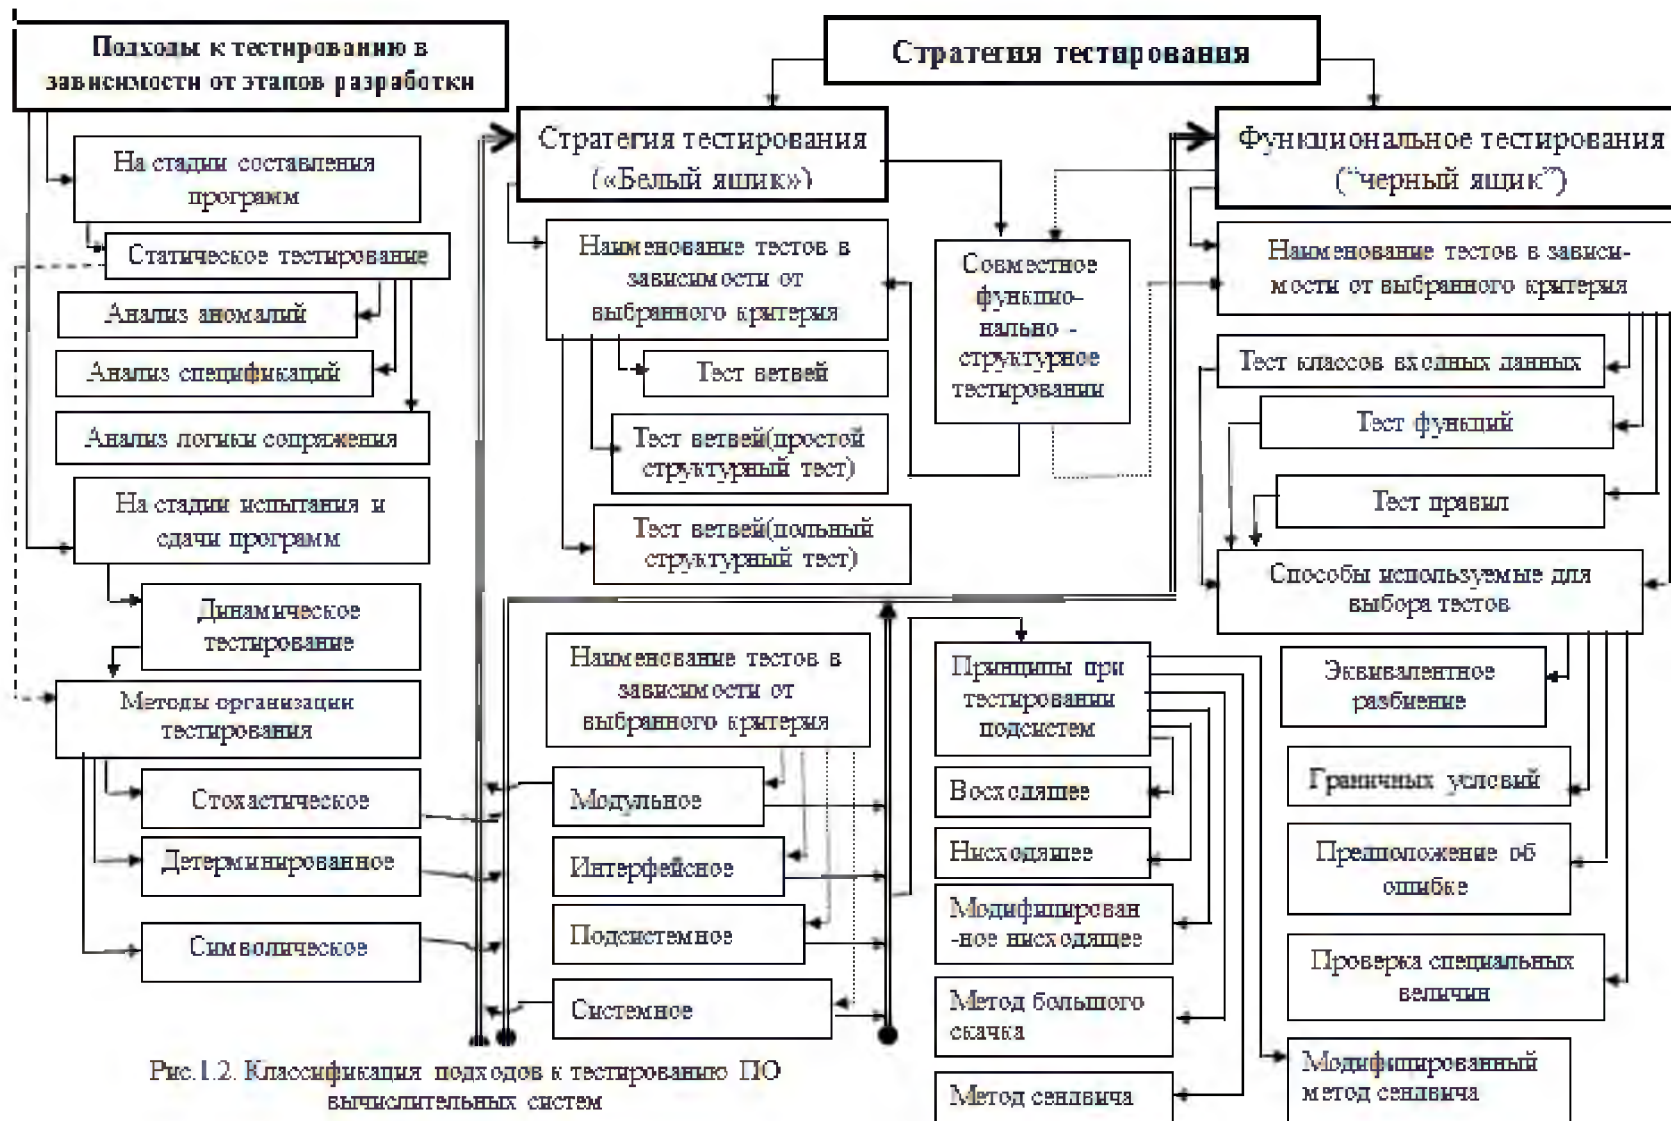 Подходы к тестированию в
зависимости от этапов разработки
На стадии составления
программ
Статическое тестирование
Анализ аномалий
Анализ спецификаций
Анализ логики сопряжения
На стадии испытания и
сдачи программ
Динамическое
тестирование
Методы организации
тестирования
Стохастическое
Детерминированное
Символическое
Стратегия тестирования
Стратегия тестирования
(«Белый ящик»)
Наименование тестов в
зависимости от
выбранного критерия
Тест ветвей
Тест ветвей(простой
структурный тест)
Тест ветвей(польный
структурный тест)
Совместное
функцио-
нально -
структурное
тестировании
Функциональное тестирования
("черный ящик")
Наименование тестов в зависи-
мости от выбранного критерия
Тест классов входных данных
Тест функций
Тест правил
Способы используемые для
выбора тестов
Эквивалентное
разбиение
Граничных условий
Предположение об
ошибке
Проверка специальных
величин
Наименование тестов в
зависимости от
выбранного критерия
Модульное
Интерфейсное
Подсистемное
Системное
Принципы при
тестировании
подсистем
Восходящее
Нисходящее
Модифицирован
-ное нисходящее
Метод большого
скачка
Метод сендвича
Модифицированный
метод сендвича
Рис.1.2. Классификация подходов к тестированию ПО
вычислительных систем